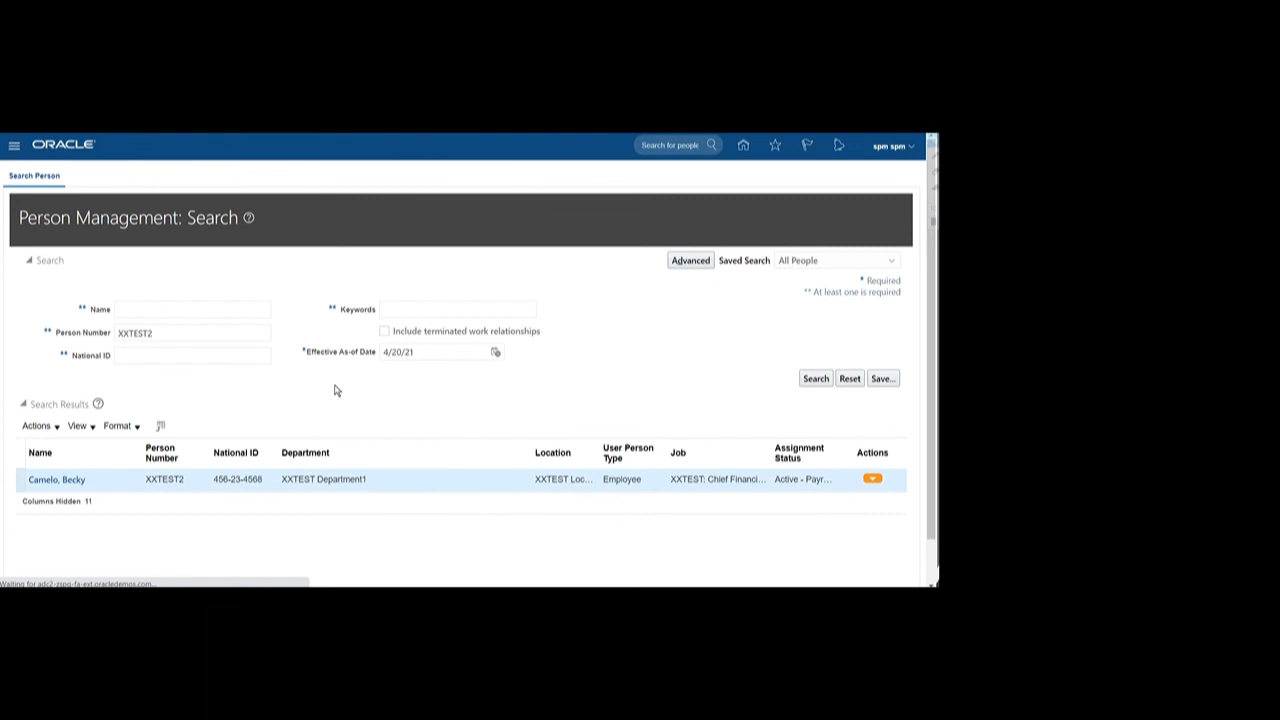 ORACLE
Search for people
spm spm
Search Person
Person Management: Search
Search
Advanced
Saved Search
All People
* Required
** At least one is required
** Name
** Keywords
** Person Number XXTEST2
Include terminated work relationships
** National ID
*Effective As-of Date 4/20/21
Search Reset Save...
Search Results
Actions View Format
Name Person Number National ID Department Location User Person Type Job Assignment Status Actions
Camelo, Becky XXTEST2 456-23-4568 XXTEST Department1 XXTEST Loc... Employee XXTEST: Chief Financi... Active - Payr...
Columns Hidden 11
Waiting for adc2-zspq-fa-ext.oracledemos.com...